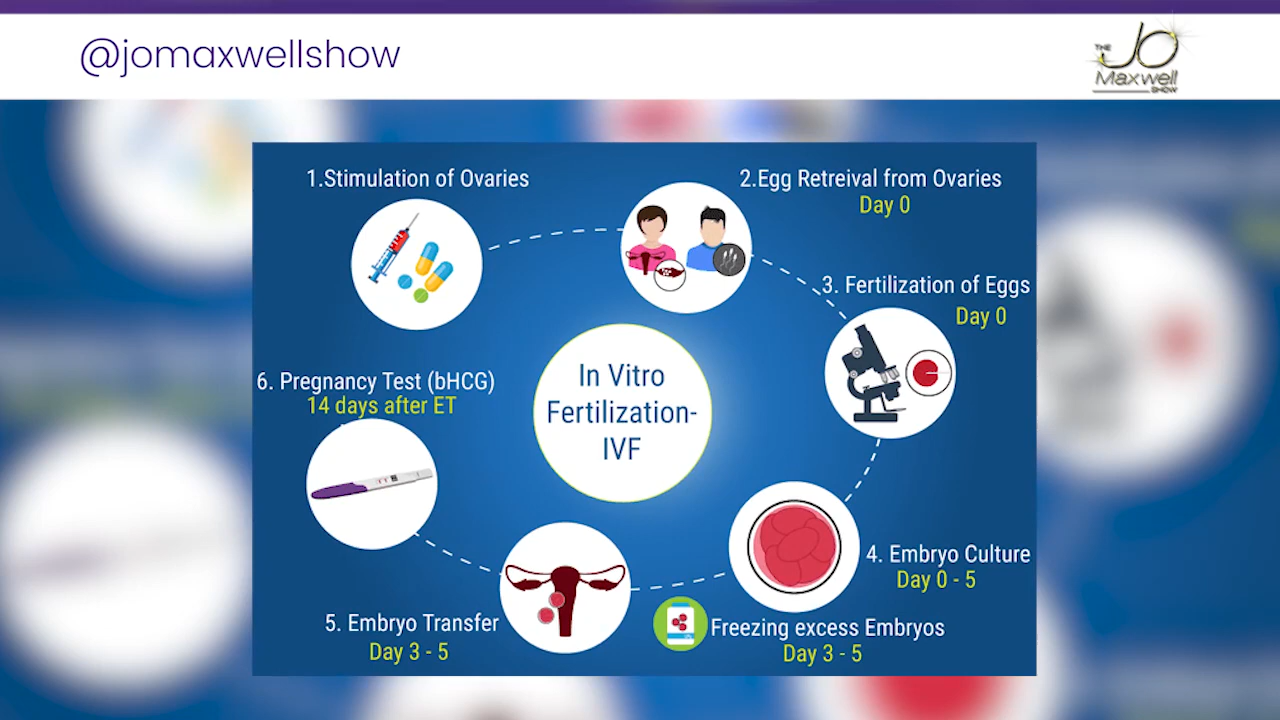 @jomaxwellshow
THE
Jo
Maxwell
SHOW
1.Stimulation of Ovaries
2.Egg Retreival from Ovaries
Day 0
3. Fertilization of Eggs
Day 0
6. Pregnancy Test (bHCG)
14 days after ET
In Vitro
Fertilization-
IVF
4. Embryo Culture
Day 0 - 5
5. Embryo Transfer
Day 3 - 5
Freezing excess Embryos
Day 3 - 5